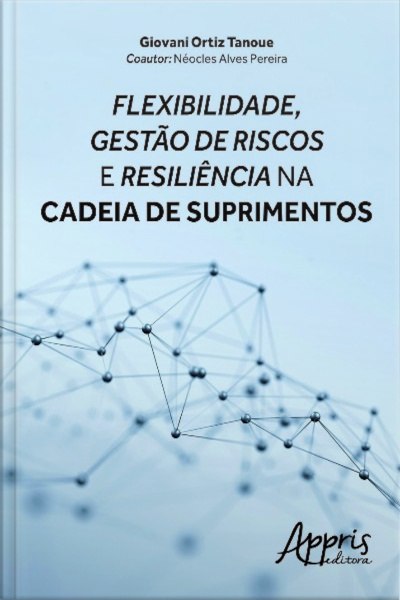 Giovani Ortiz Tanoue
Coautor: Néocles Alves Pereira
FLEXIBILIDADE,
GESTÃO DE RISCOS
E RESILIÊNCIA NA
CADEIA DE SUPRIMENTOS
Appris
editora